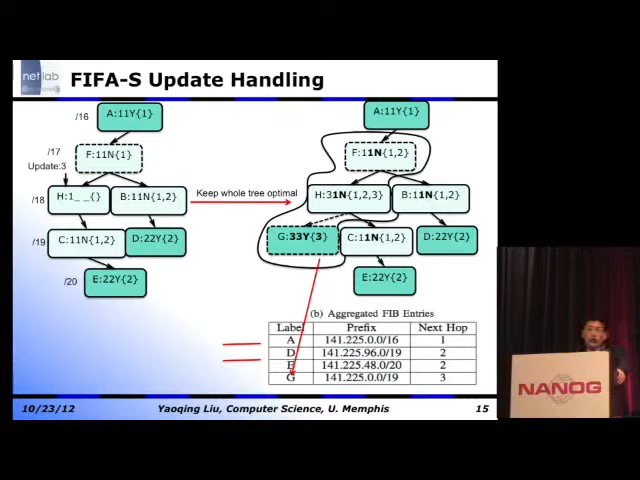 netlab
FIFA-S Update Handling
/16
A:11Y{1}
/17
F:11N{1}
Update:3
/18
H:1_ _{}
B:11N{1,2}
/19
C:11N{1,2}
D:22Y{2}
/20
E:22Y{2}
Keep whole tree optimal
A:11Y{1}
F:11N{1,2}
H:31N{1,2,3}
B:11N{1,2}
G:33Y{3}
C:11N{1,2}
D:22Y{2}
E:22Y{2}
(b) Aggregated FIB Entries
Label Prefix Next Hop
A 141.225.0.0/16 1
D 141.225.96.0/19 2
E 141.225.48.0/20 2
G 141.225.0.0/19 3
10/23/12 Yaoqing Liu, Computer Science, U. Memphis 15
NANOG